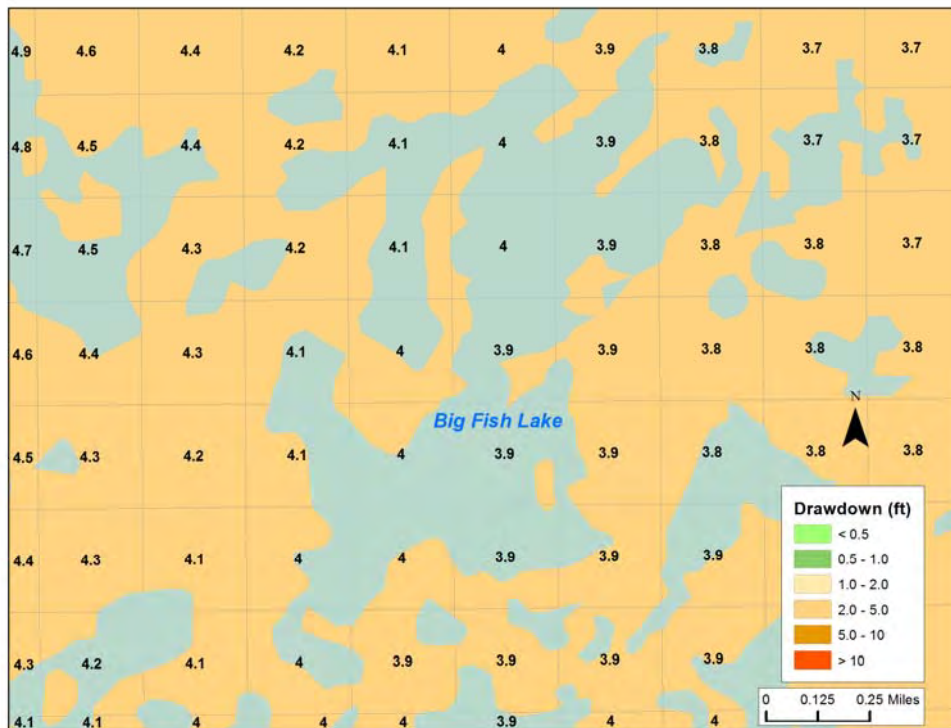 4.9 4.6 4.4 4.2 4.1 4 3.9 3.8 3.7 3.7
4.8 4.5 4.4 4.2 4.1 4 3.9 3.8 3.7 3.7
4.7 4.5 4.3 4.2 4.1 4 3.9 3.8 3.8 3.7
4.6 4.4 4.3 4.1 4 3.9 3.9 3.8 3.8 3.8
N
Big Fish Lake
4.5 4.3 4.2 4.1 4 3.9 3.9 3.8 3.8 3.8
4.4 4.3 4.1 4 4 3.9 3.9 3.9
4.3 4.2 4.1 4 3.9 3.9 3.9 3.9
4.1 4.1 4 4 4 3.9 4 4
Drawdown (ft)
< 0.5
0.5 - 1.0
1.0 - 2.0
2.0 - 5.0
5.0 - 10
> 10
0 0.125 0.25 Miles